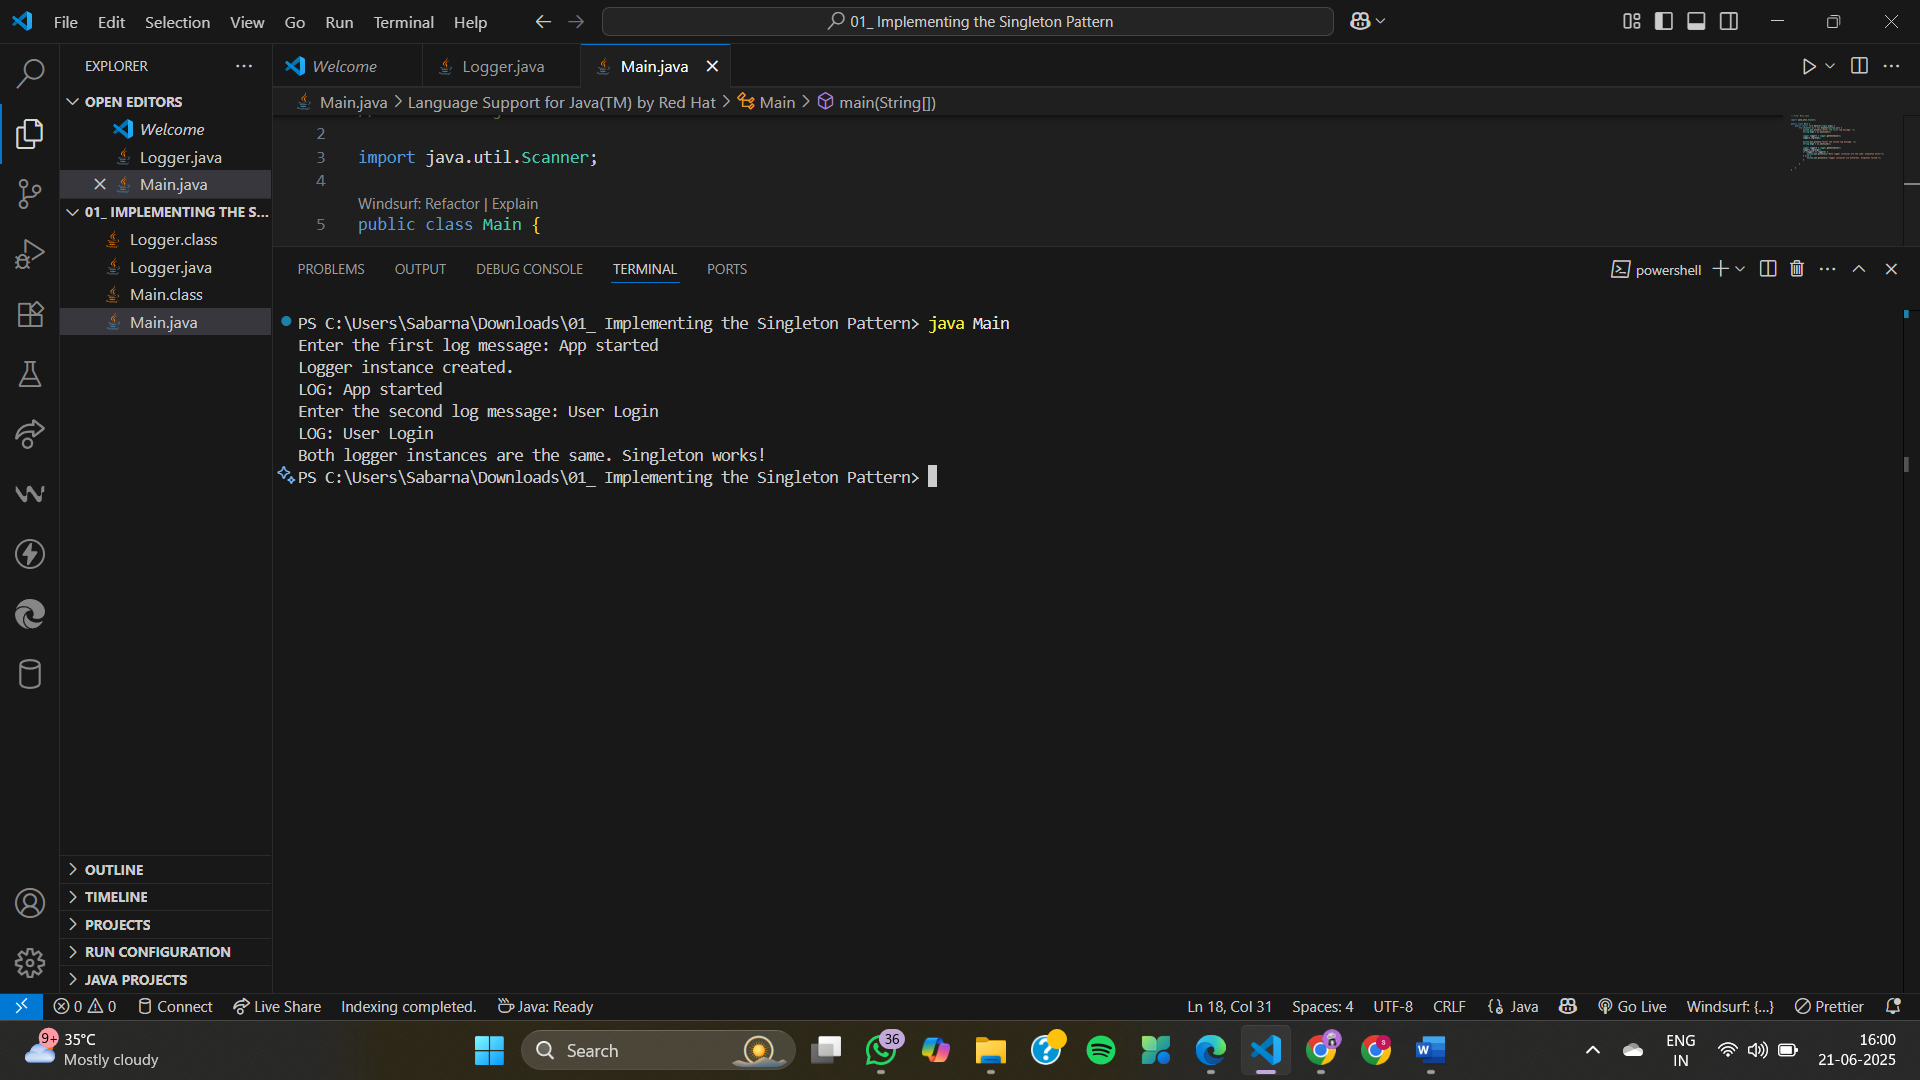 File Edit Selection View Go Run Terminal Help
01_ Implementing the Singleton Pattern
EXPLORER
OPEN EDITORS
Welcome
Logger.java
Main.java
01_ IMPLEMENTING THE S...
Logger.class
Logger.java
Main.class
Main.java
OUTLINE
TIMELINE
PROJECTS
RUN CONFIGURATION
JAVA PROJECTS
Welcome Logger.java Main.java
Main.java > Language Support for Java(TM) by Red Hat > Main > main(String[])
2
3 import java.util.Scanner;
4
Windsurf: Refactor | Explain
5 public class Main {
PROBLEMS OUTPUT DEBUG CONSOLE TERMINAL PORTS
powershell
PS C:\Users\Sabarna\Downloads\01_ Implementing the Singleton Pattern> java Main
Enter the first log message: App started
Logger instance created.
LOG: App started
Enter the second log message: User Login
LOG: User Login
Both logger instances are the same. Singleton works!
PS C:\Users\Sabarna\Downloads\01_ Implementing the Singleton Pattern>
0 0 Connect Live Share Indexing completed. Java: Ready
Ln 18, Col 31 Spaces: 4 UTF-8 CRLF Java Go Live Windsurf: {...} Prettier
9+ 35°C
Mostly cloudy
Search
36
ENG
IN
16:00
21-06-2025